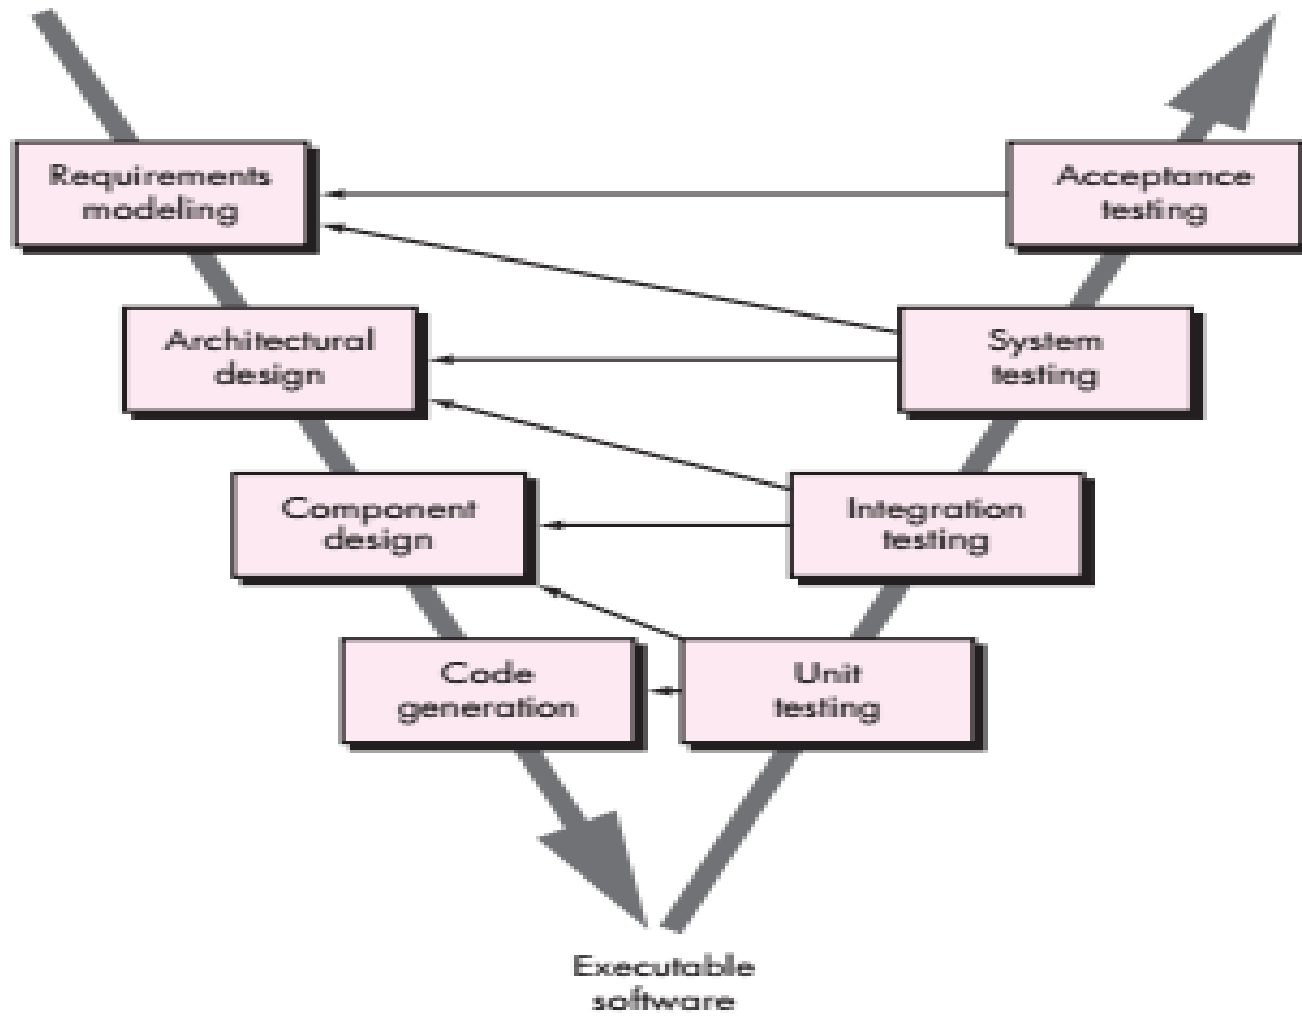 Requirements
modeling
Acceptance
testing
Architectural
design
System
testing
Component
design
Integration
testing
Code
generation
Unit
testing
Executable
software